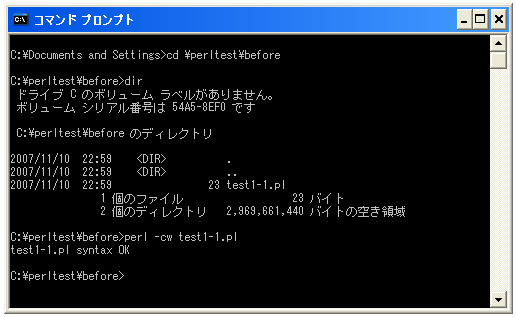 コマンド プロンプト
C:¥Documents and Settings>cd ¥perltest¥before
C:¥perltest¥before>dir
ドライブ C のボリューム ラベルがありません。
ボリューム シリアル番号は 54A5-8EF0 です
C:¥perltest¥before のディレクトリ
2007/11/10  22:59    <DIR>          .
2007/11/10  22:59    <DIR>          ..
2007/11/10  22:59                23 test1-1.pl
1 個のファイル                  23 バイト
2 個のディレクトリ   2,969,661,440 バイトの空き領域
C:¥perltest¥before>perl -cw test1-1.pl
test1-1.pl syntax OK
C:¥perltest¥before>